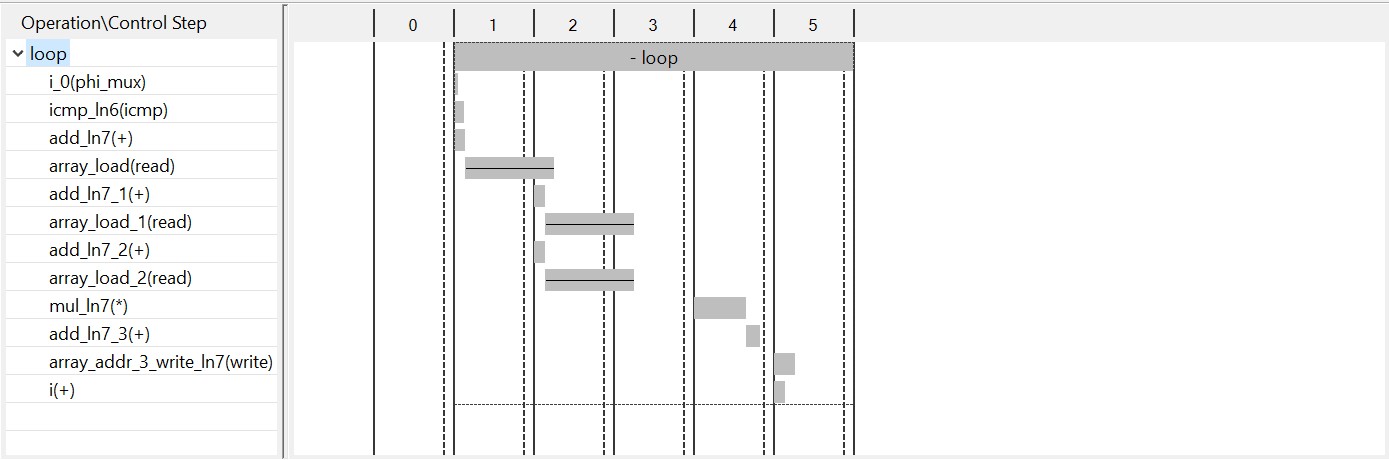 Operation\Control Step 0 1 2 3 4 5
loop - loop
i_0(phi_mux)
icmp_ln6(icmp)
add_ln7(+)
array_load(read)
add_ln7_1(+)
array_load_1(read)
add_ln7_2(+)
array_load_2(read)
mul_ln7(*)
add_ln7_3(+)
array_addr_3_write_ln7(write)
i(+)